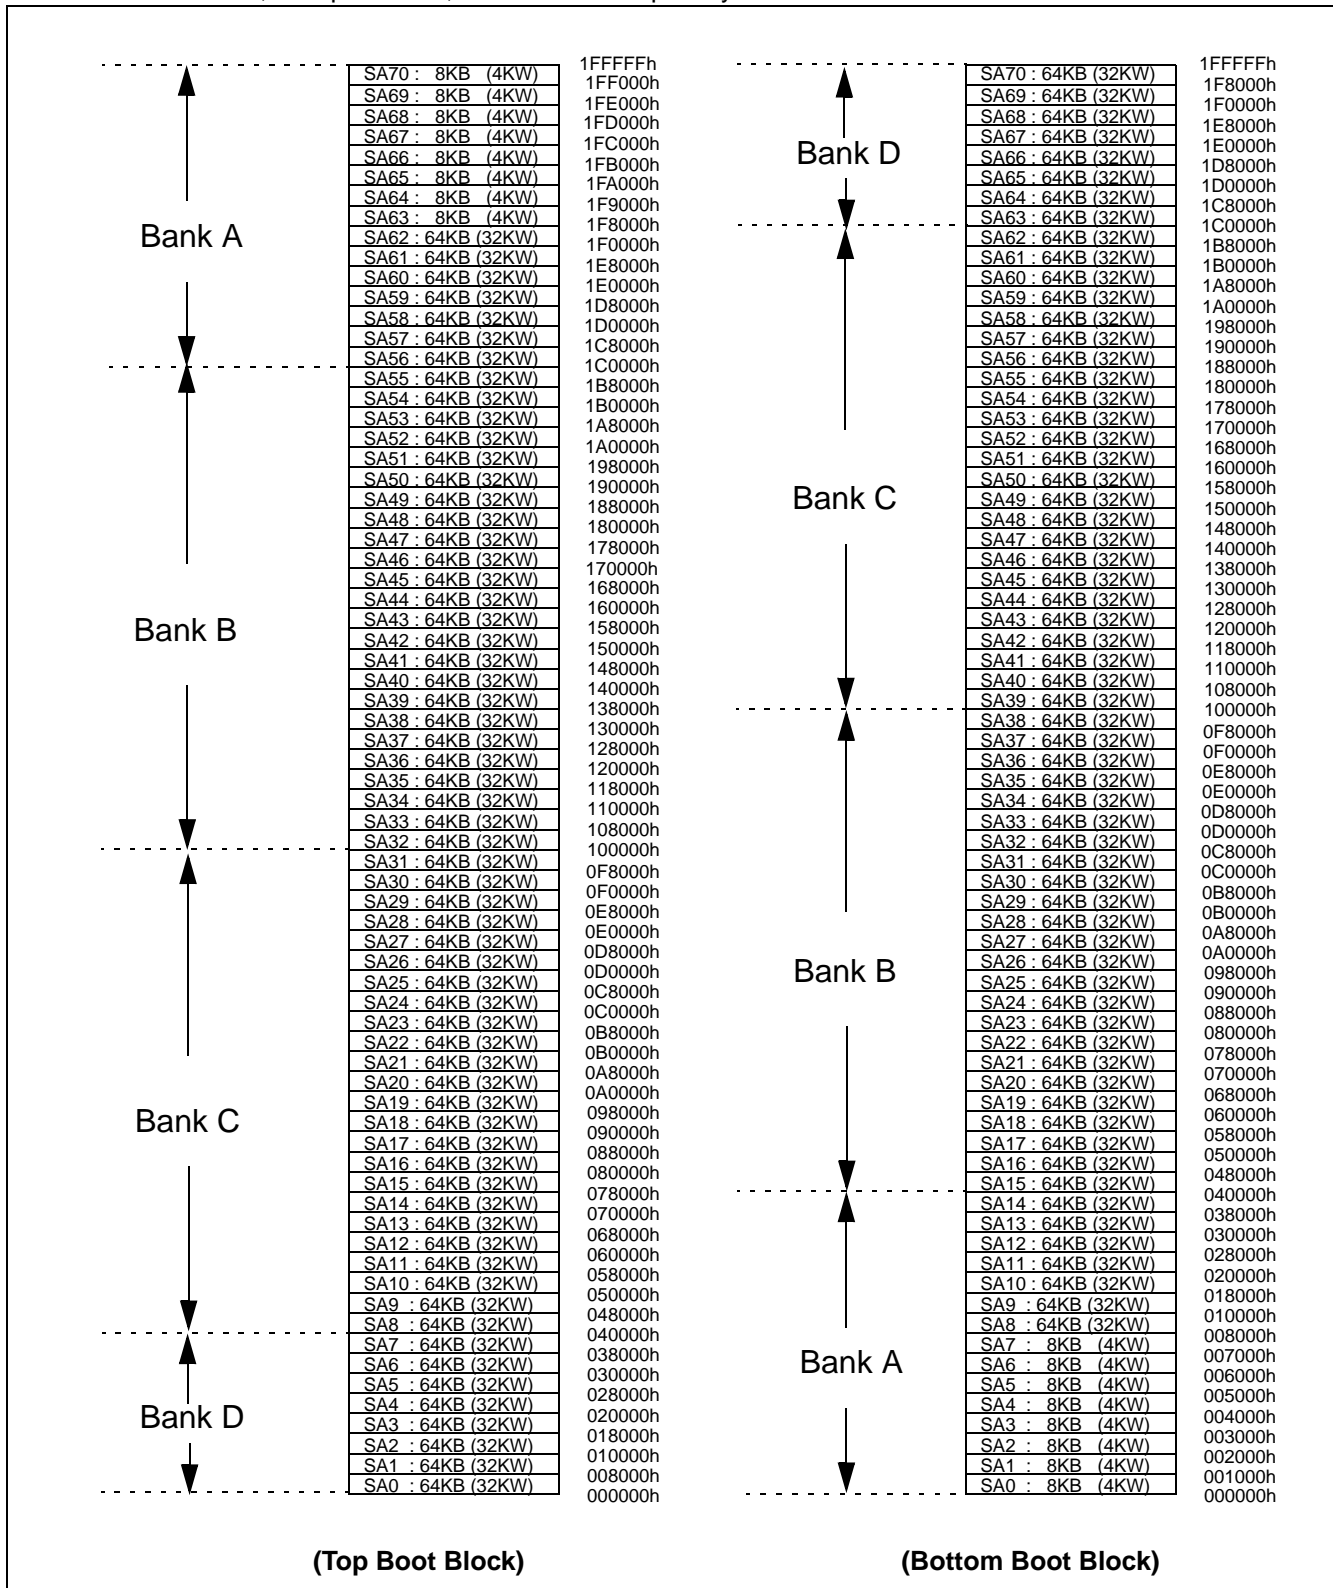 Bank A
Bank B
Bank C
Bank D
SA70 : 8KB (4KW)
SA69 : 8KB (4KW)
SA68 : 8KB (4KW)
SA67 : 8KB (4KW)
SA66 : 8KB (4KW)
SA65 : 8KB (4KW)
SA64 : 8KB (4KW)
SA63 : 8KB (4KW)
SA62 : 64KB (32KW)
SA61 : 64KB (32KW)
SA60 : 64KB (32KW)
SA59 : 64KB (32KW)
SA58 : 64KB (32KW)
SA57 : 64KB (32KW)
SA56 : 64KB (32KW)
SA55 : 64KB (32KW)
SA54 : 64KB (32KW)
SA53 : 64KB (32KW)
SA52 : 64KB (32KW)
SA51 : 64KB (32KW)
SA50 : 64KB (32KW)
SA49 : 64KB (32KW)
SA48 : 64KB (32KW)
SA47 : 64KB (32KW)
SA46 : 64KB (32KW)
SA45 : 64KB (32KW)
SA44 : 64KB (32KW)
SA43 : 64KB (32KW)
SA42 : 64KB (32KW)
SA41 : 64KB (32KW)
SA40 : 64KB (32KW)
SA39 : 64KB (32KW)
SA38 : 64KB (32KW)
SA37 : 64KB (32KW)
SA36 : 64KB (32KW)
SA35 : 64KB (32KW)
SA34 : 64KB (32KW)
SA33 : 64KB (32KW)
SA32 : 64KB (32KW)
SA31 : 64KB (32KW)
SA30 : 64KB (32KW)
SA29 : 64KB (32KW)
SA28 : 64KB (32KW)
SA27 : 64KB (32KW)
SA26 : 64KB (32KW)
SA25 : 64KB (32KW)
SA24 : 64KB (32KW)
SA23 : 64KB (32KW)
SA22 : 64KB (32KW)
SA21 : 64KB (32KW)
SA20 : 64KB (32KW)
SA19 : 64KB (32KW)
SA18 : 64KB (32KW)
SA17 : 64KB (32KW)
SA16 : 64KB (32KW)
SA15 : 64KB (32KW)
SA14 : 64KB (32KW)
SA13 : 64KB (32KW)
SA12 : 64KB (32KW)
SA11 : 64KB (32KW)
SA10 : 64KB (32KW)
SA9 : 64KB (32KW)
SA8 : 64KB (32KW)
SA7 : 64KB (32KW)
SA6 : 64KB (32KW)
SA5 : 64KB (32KW)
SA4 : 64KB (32KW)
SA3 : 64KB (32KW)
SA2 : 64KB (32KW)
SA1 : 64KB (32KW)
SA0 : 64KB (32KW)
1FFFFFh
1FF000h
1FE000h
1FD000h
1FC000h
1FB000h
1FA000h
1F9000h
1F8000h
1F0000h
1E8000h
1E0000h
1D8000h
1D0000h
1C8000h
1C0000h
1B8000h
1B0000h
1A8000h
1A0000h
198000h
190000h
188000h
180000h
178000h
170000h
168000h
160000h
158000h
150000h
148000h
140000h
138000h
130000h
128000h
120000h
118000h
110000h
108000h
100000h
0F8000h
0F0000h
0E8000h
0E0000h
0D8000h
0D0000h
0C8000h
0C0000h
0B8000h
0B0000h
0A8000h
0A0000h
098000h
090000h
088000h
080000h
078000h
070000h
068000h
060000h
058000h
050000h
048000h
040000h
038000h
030000h
028000h
020000h
018000h
010000h
008000h
000000h
(Top Boot Block)
Bank D
Bank C
Bank B
Bank A
SA70 : 64KB (32KW)
SA69 : 64KB (32KW)
SA68 : 64KB (32KW)
SA67 : 64KB (32KW)
SA66 : 64KB (32KW)
SA65 : 64KB (32KW)
SA64 : 64KB (32KW)
SA63 : 64KB (32KW)
SA62 : 64KB (32KW)
SA61 : 64KB (32KW)
SA60 : 64KB (32KW)
SA59 : 64KB (32KW)
SA58 : 64KB (32KW)
SA57 : 64KB (32KW)
SA56 : 64KB (32KW)
SA55 : 64KB (32KW)
SA54 : 64KB (32KW)
SA53 : 64KB (32KW)
SA52 : 64KB (32KW)
SA51 : 64KB (32KW)
SA50 : 64KB (32KW)
SA49 : 64KB (32KW)
SA48 : 64KB (32KW)
SA47 : 64KB (32KW)
SA46 : 64KB (32KW)
SA45 : 64KB (32KW)
SA44 : 64KB (32KW)
SA43 : 64KB (32KW)
SA42 : 64KB (32KW)
SA41 : 64KB (32KW)
SA40 : 64KB (32KW)
SA39 : 64KB (32KW)
SA38 : 64KB (32KW)
SA37 : 64KB (32KW)
SA36 : 64KB (32KW)
SA35 : 64KB (32KW)
SA34 : 64KB (32KW)
SA33 : 64KB (32KW)
SA32 : 64KB (32KW)
SA31 : 64KB (32KW)
SA30 : 64KB (32KW)
SA29 : 64KB (32KW)
SA28 : 64KB (32KW)
SA27 : 64KB (32KW)
SA26 : 64KB (32KW)
SA25 : 64KB (32KW)
SA24 : 64KB (32KW)
SA23 : 64KB (32KW)
SA22 : 64KB (32KW)
SA21 : 64KB (32KW)
SA20 : 64KB (32KW)
SA19 : 64KB (32KW)
SA18 : 64KB (32KW)
SA17 : 64KB (32KW)
SA16 : 64KB (32KW)
SA15 : 64KB (32KW)
SA14 : 64KB (32KW)
SA13 : 64KB (32KW)
SA12 : 64KB (32KW)
SA11 : 64KB (32KW)
SA10 : 64KB (32KW)
SA9 : 64KB (32KW)
SA8 : 64KB (32KW)
SA7 : 8KB (4KW)
SA6 : 8KB (4KW)
SA5 : 8KB (4KW)
SA4 : 8KB (4KW)
SA3 : 8KB (4KW)
SA2 : 8KB (4KW)
SA1 : 8KB (4KW)
SA0 : 8KB (4KW)
1FFFFFh
1F8000h
1F0000h
1E8000h
1E0000h
1D8000h
1D0000h
1C8000h
1C0000h
1B8000h
1B0000h
1A8000h
1A0000h
198000h
190000h
188000h
180000h
178000h
170000h
168000h
160000h
158000h
150000h
148000h
140000h
138000h
130000h
128000h
120000h
118000h
110000h
108000h
100000h
0F8000h
0F0000h
0E8000h
0E0000h
0D8000h
0D0000h
0C8000h
0C0000h
0B8000h
0B0000h
0A8000h
0A0000h
098000h
090000h
088000h
080000h
078000h
070000h
068000h
060000h
058000h
050000h
048000h
040000h
038000h
030000h
028000h
020000h
018000h
010000h
008000h
007000h
006000h
005000h
004000h
003000h
002000h
001000h
000000h
(Bottom Boot Block)